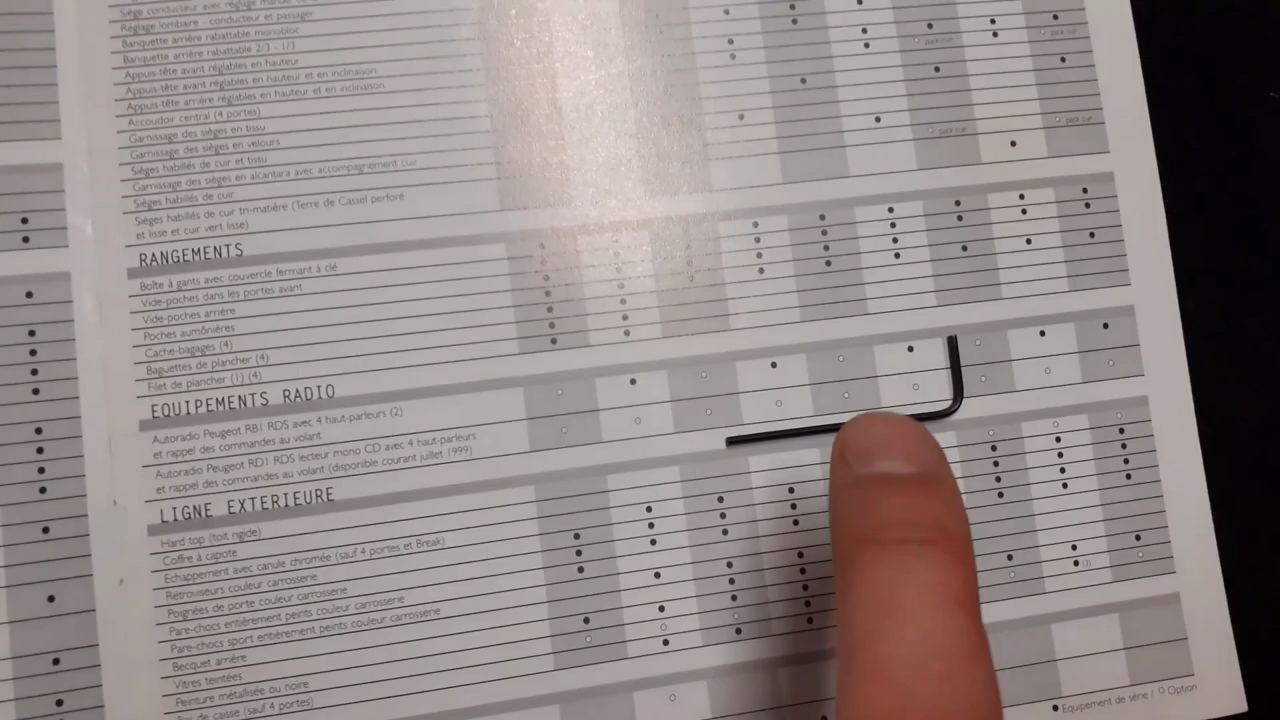 Siège conducteur avec réglage
Réglage lombaire - conducteur et passager
Banquette arrière rabattable monobloc
Banquette arrière rabattable 2/3 - 1/3
Appuis-tête avant réglables en hauteur
Appuis-tête avant réglables en hauteur et en inclinaison
Appuis-tête arrière réglables en hauteur et en inclinaison
Accoudoir central (4 portes)
Garnissage des sièges en tissu
Garnissage des sièges en velours
Sièges habillés de cuir et tissu
Garnissage des sièges en alcantara avec accompagnement cuir
Sièges habillés de cuir
Sièges habillés de cuir tri-matière (Terre de Cassel perforé
et lisse et cuir vert lisse)
pack cuir
pack cuir
pack cuir
pack cuir
RANGEMENTS
Boîte à gants avec couvercle fermant à clé
Vide-poches dans les portes avant
Vide-poches arrière
Poches aumônières
Cache-bagages (4)
Baguettes de plancher (4)
Filet de plancher (1) (4)
EQUIPEMENTS RADIO
Autoradio Peugeot RB1 RDS avec 4 haut-parleurs (2)
et rappel des commandes au volant
Autoradio Peugeot RD1 RDS lecteur mono CD avec 4 haut-parleurs
et rappel des commandes au volant (disponible courant juillet 1999)
LIGNE EXTERIEURE
Hard top (toit rigide)
Coffre à capote
Echappement avec canule chromée (sauf 4 portes et Break)
Rétroviseurs couleur carrosserie
Poignées de porte couleur carrosserie
Pare-chocs entièrement peints couleur carrosserie
Pare-chocs sport entièrement peints couleur carrosserie
Becquet arrière
Vitres teintées
Peinture métallisée ou noire
de caisse (sauf 4 portes)
(1)
● Equipement de série / ○ Option